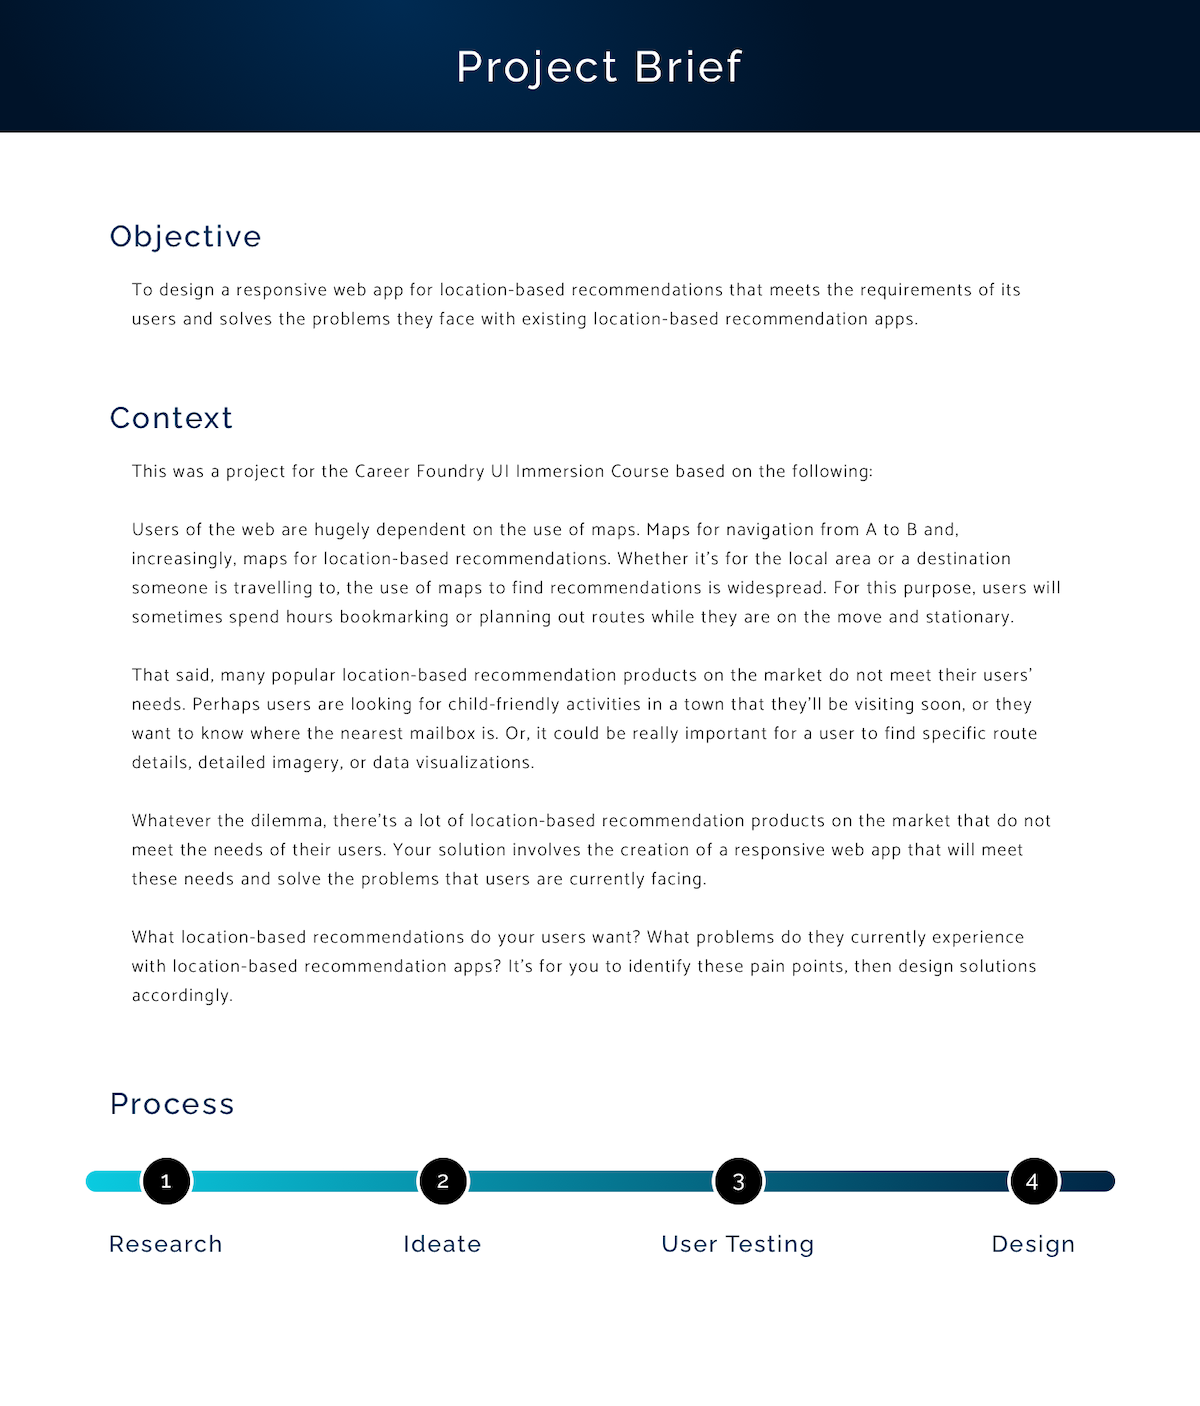 Project Brief
Objective
To design a responsive web app for location-based recommendations that meets the requirements of its
users and solves the problems they face with existing location-based recommendation apps.
Context
This was a project for the Career Foundry UI Immersion Course based on the following:
Users of the web are hugely dependent on the use of maps. Maps for navigation from A to B and,
increasingly, maps for location-based recommendations. Whether it’s for the local area or a destination
someone is travelling to, the use of maps to find recommendations is widespread. For this purpose, users will
sometimes spend hours bookmarking or planning out routes while they are on the move and stationary.
That said, many popular location-based recommendation products on the market do not meet their users’
needs. Perhaps users are looking for child-friendly activities in a town that they’ll be visiting soon, or they
want to know where the nearest mailbox is. Or, it could be really important for a user to find specific route
details, detailed imagery, or data visualizations.
Whatever the dilemma, there’ts a lot of location-based recommendation products on the market that do not
meet the needs of their users. Your solution involves the creation of a responsive web app that will meet
these needs and solve the problems that users are currently facing.
What location-based recommendations do your users want? What problems do they currently experience
with location-based recommendation apps? It’s for you to identify these pain points, then design solutions
accordingly.
Process
1 2 3 4
Research Ideate User Testing Design